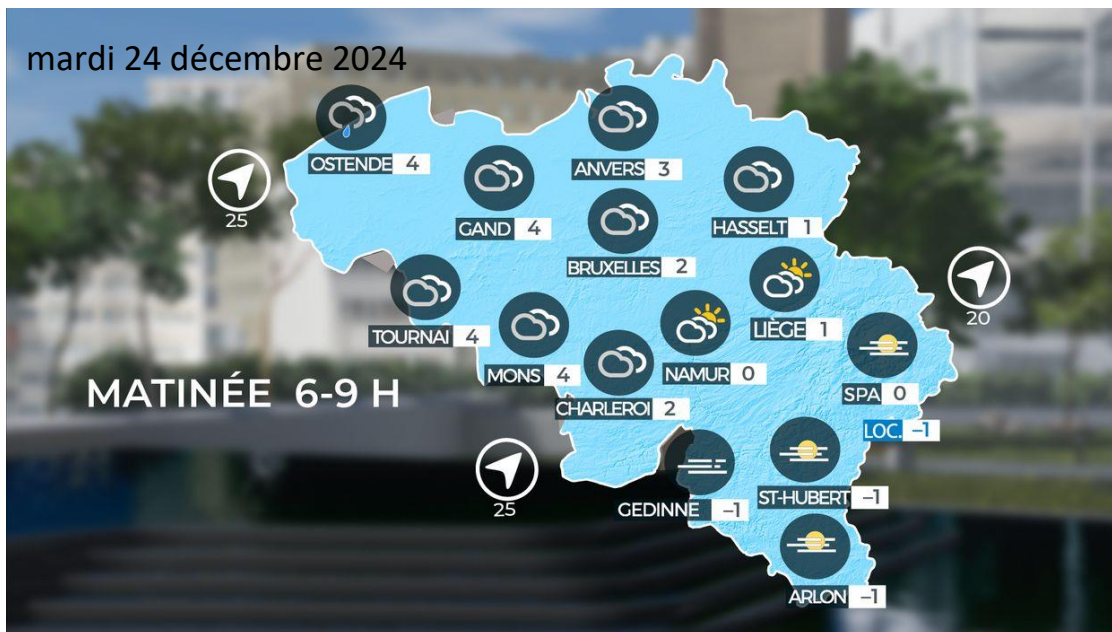 mardi 24 décembre 2024
OSTENDE 4
ANVERS 3
25
GAND 4
HASSELT 1
BRUXELLES 2
20
TOURNAI 4
LIÈGE 1
MONS 4
NAMUR 0
SPA 0
MATINÉE 6-9 H
CHARLEROI 2
LOC. –1
25
GEDINNE –1
ST-HUBERT –1
ARLON –1